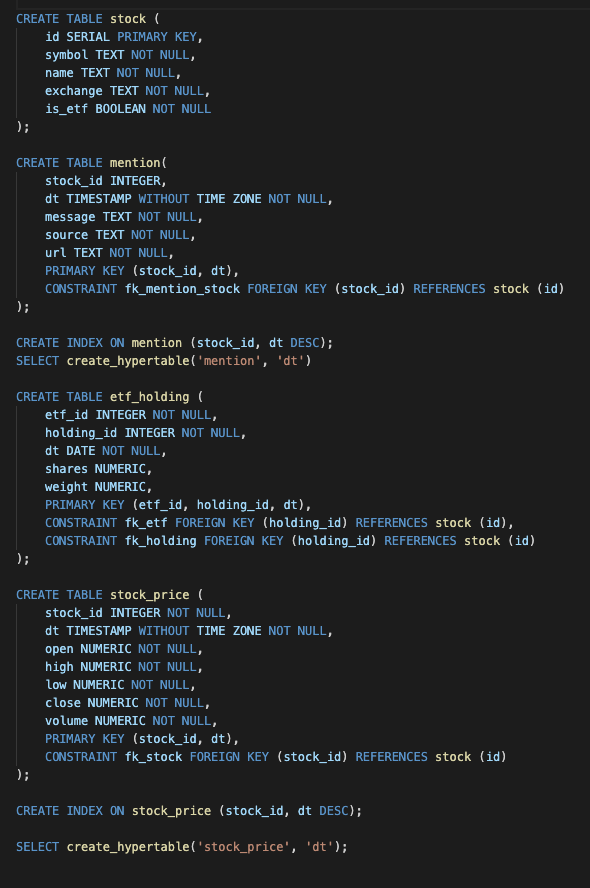 CREATE TABLE stock (
    id SERIAL PRIMARY KEY,
    symbol TEXT NOT NULL,
    name TEXT NOT NULL,
    exchange TEXT NOT NULL,
    is_etf BOOLEAN NOT NULL
);
CREATE TABLE mention(
    stock_id INTEGER,
    dt TIMESTAMP WITHOUT TIME ZONE NOT NULL,
    message TEXT NOT NULL,
    source TEXT NOT NULL,
    url TEXT NOT NULL,
    PRIMARY KEY (stock_id, dt),
    CONSTRAINT fk_mention_stock FOREIGN KEY (stock_id) REFERENCES stock (id)
);
CREATE INDEX ON mention (stock_id, dt DESC);
SELECT create_hypertable('mention', 'dt')
CREATE TABLE etf_holding (
    etf_id INTEGER NOT NULL,
    holding_id INTEGER NOT NULL,
    dt DATE NOT NULL,
    shares NUMERIC,
    weight NUMERIC,
    PRIMARY KEY (etf_id, holding_id, dt),
    CONSTRAINT fk_etf FOREIGN KEY (holding_id) REFERENCES stock (id),
    CONSTRAINT fk_holding FOREIGN KEY (holding_id) REFERENCES stock (id)
);
CREATE TABLE stock_price (
    stock_id INTEGER NOT NULL,
    dt TIMESTAMP WITHOUT TIME ZONE NOT NULL,
    open NUMERIC NOT NULL,
    high NUMERIC NOT NULL,
    low NUMERIC NOT NULL,
    close NUMERIC NOT NULL,
    volume NUMERIC NOT NULL,
    PRIMARY KEY (stock_id, dt),
    CONSTRAINT fk_stock FOREIGN KEY (stock_id) REFERENCES stock (id)
);
CREATE INDEX ON stock_price (stock_id, dt DESC);
SELECT create_hypertable('stock_price', 'dt');